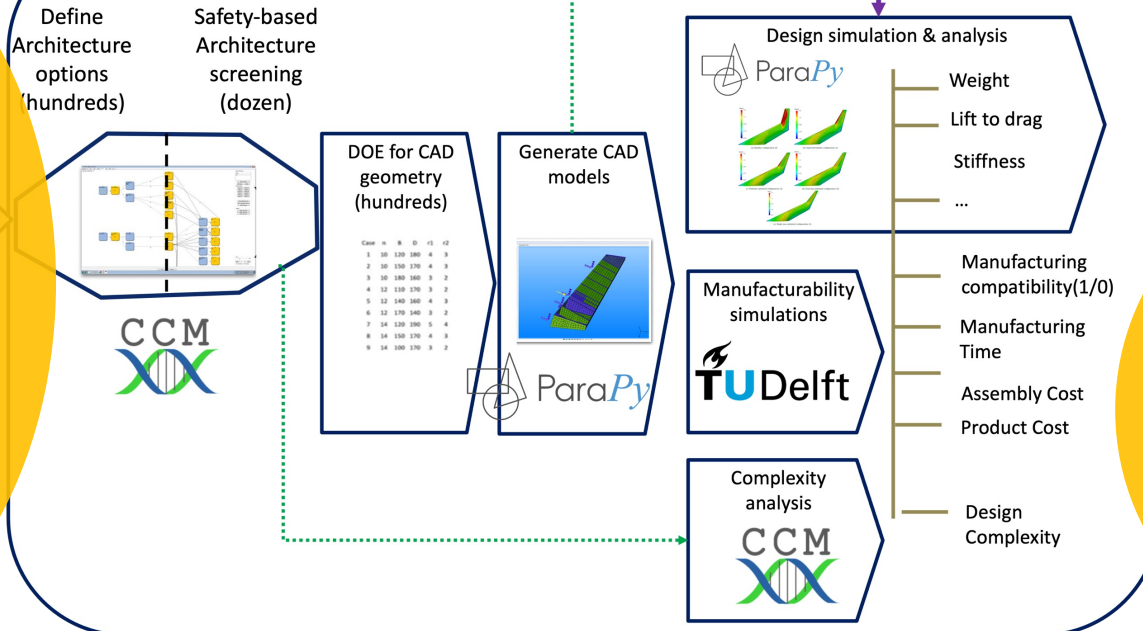 Define
Architecture
options
(hundreds)
Safety-based
Architecture
screening
(dozen)
CCM
DOE for CAD
geometry
(hundreds)
Case n B D r1 r2
1 10 120 180 4 3
2 10 150 170 4 3
3 10 180 160 3 2
4 12 110 170 3 2
5 12 140 160 4 3
6 12 170 140 3 2
7 14 120 190 5 4
8 14 150 170 4 3
9 14 100 170 3 2
Generate CAD
models
ParaPy
Design simulation & analysis
ParaPy
Weight
Lift to drag
Stiffness
...
Manufacturability
simulations
TUDelft
Manufacturing
compatibility(1/0)
Manufacturing
Time
Assembly Cost
Product Cost
Complexity
analysis
CCM
Design
Complexity